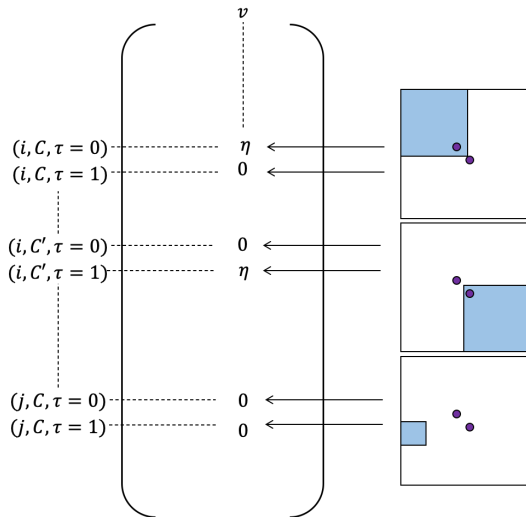 v
(i, C, τ = 0) η
(i, C, τ = 1) 0
(i, C′, τ = 0) 0
(i, C′, τ = 1) η
(j, C, τ = 0) 0
(j, C, τ = 1) 0